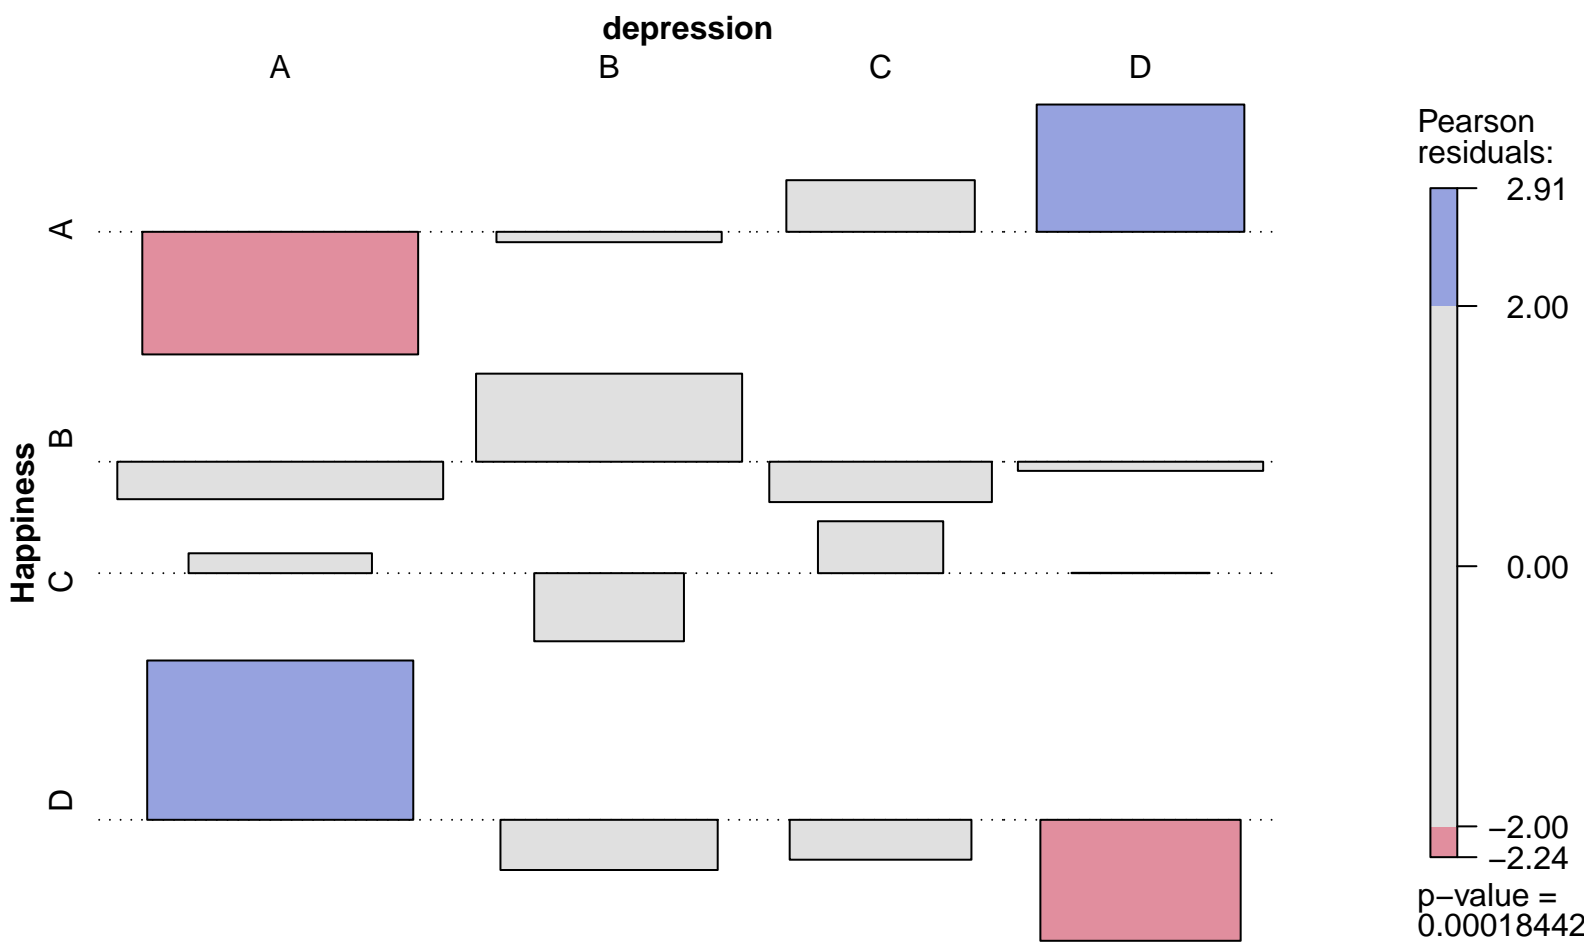 depression
A B C D
A
B
C
D
Happiness
Pearson
residuals:
2.91
2.00
0.00
−2.00
−2.24
p−value =
0.00018442